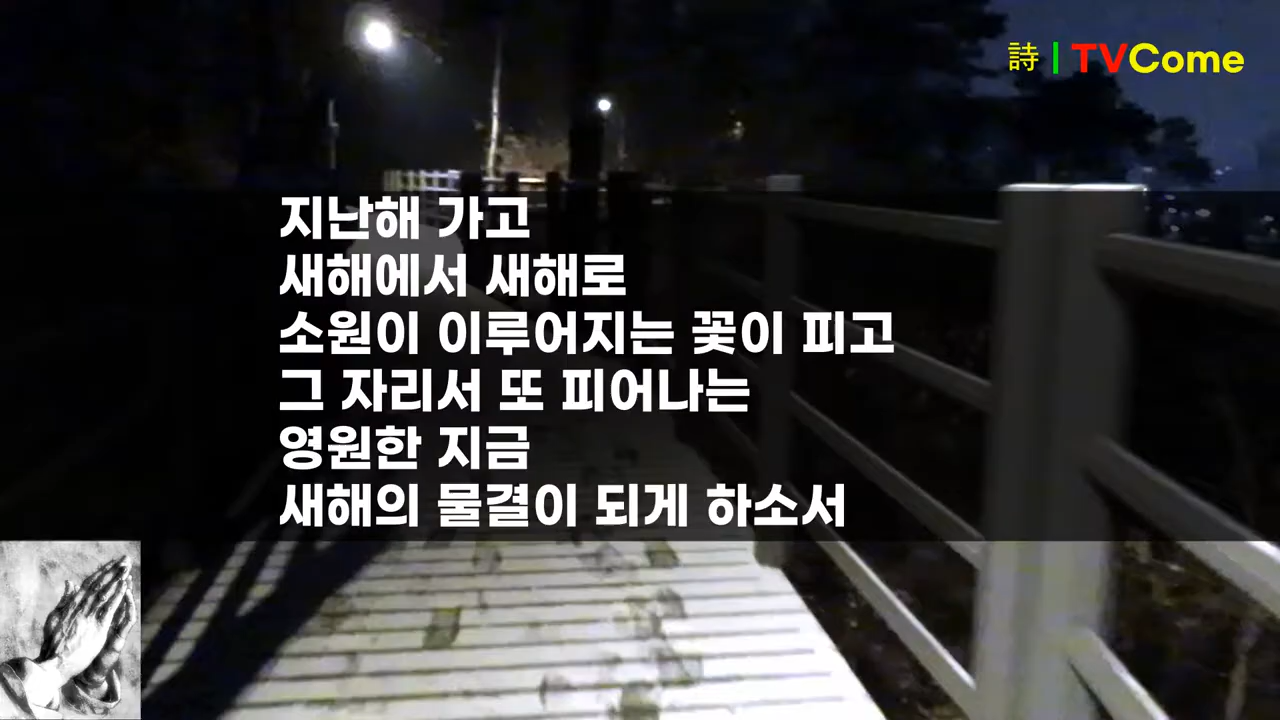 詩 | TVCome
지난해 가고
새해에서 새해로
소원이 이루어지는 꽃이 피고
그 자리서 또 피어나는
영원한 지금
새해의 물결이 되게 하소서